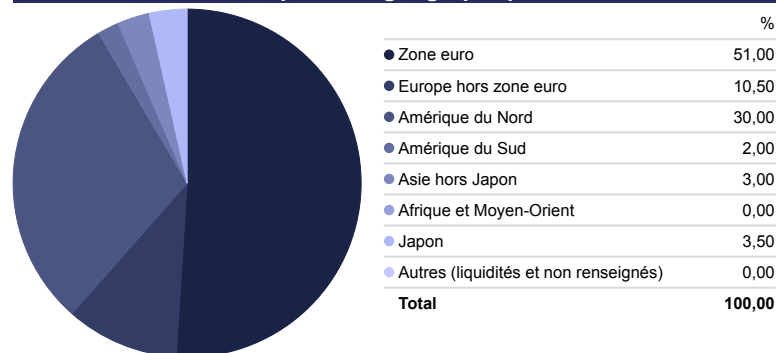 %
Zone euro 51,00
Europe hors zone euro 10,50
Amérique du Nord 30,00
Amérique du Sud 2,00
Asie hors Japon 3,00
Afrique et Moyen-Orient 0,00
Japon 3,50
Autres (liquidités et non renseignés) 0,00
Total 100,00